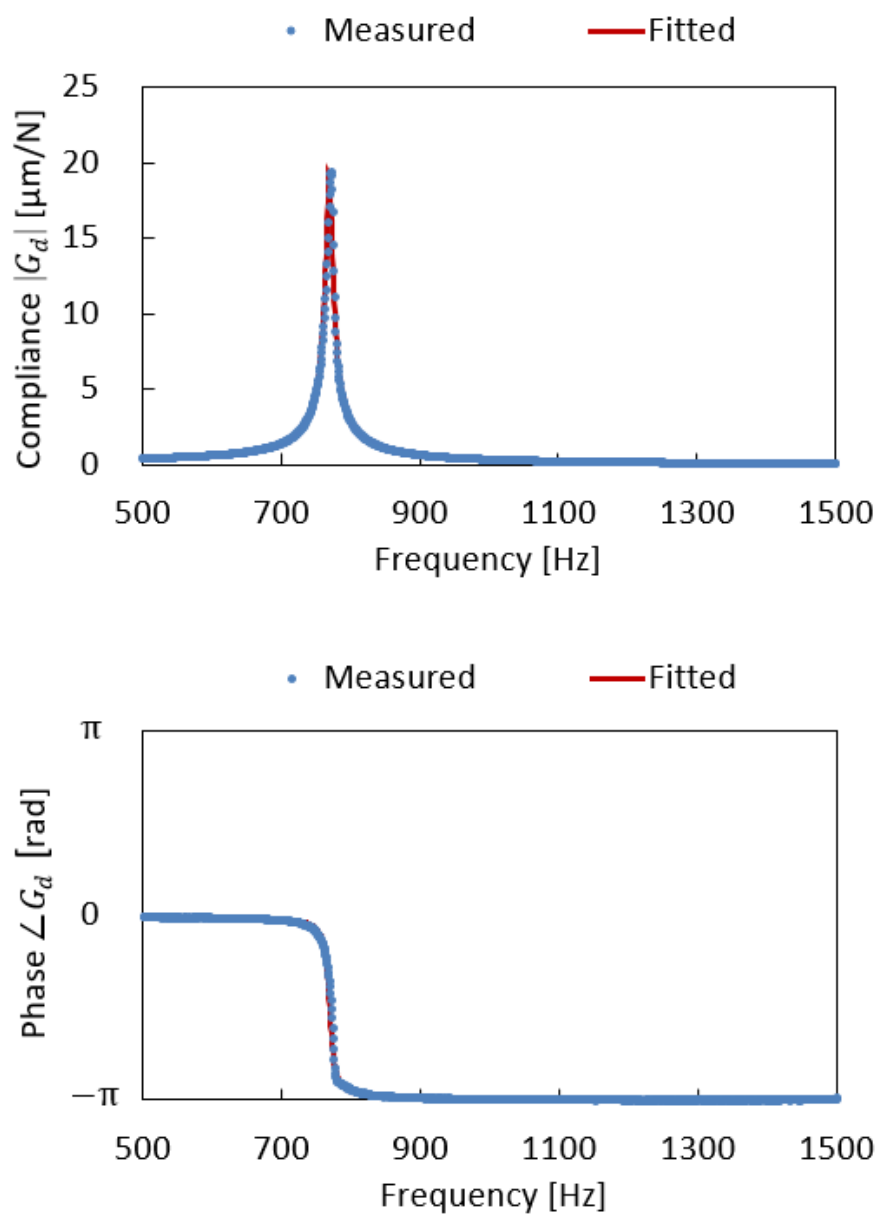 Measured Fitted
Compliance |G_d| [μm/N]
25
20
15
10
5
0
500 700 900 1100 1300 1500
Frequency [Hz]
Measured Fitted
Phase ∠G_d [rad]
π
0
−π
500 700 900 1100 1300 1500
Frequency [Hz]